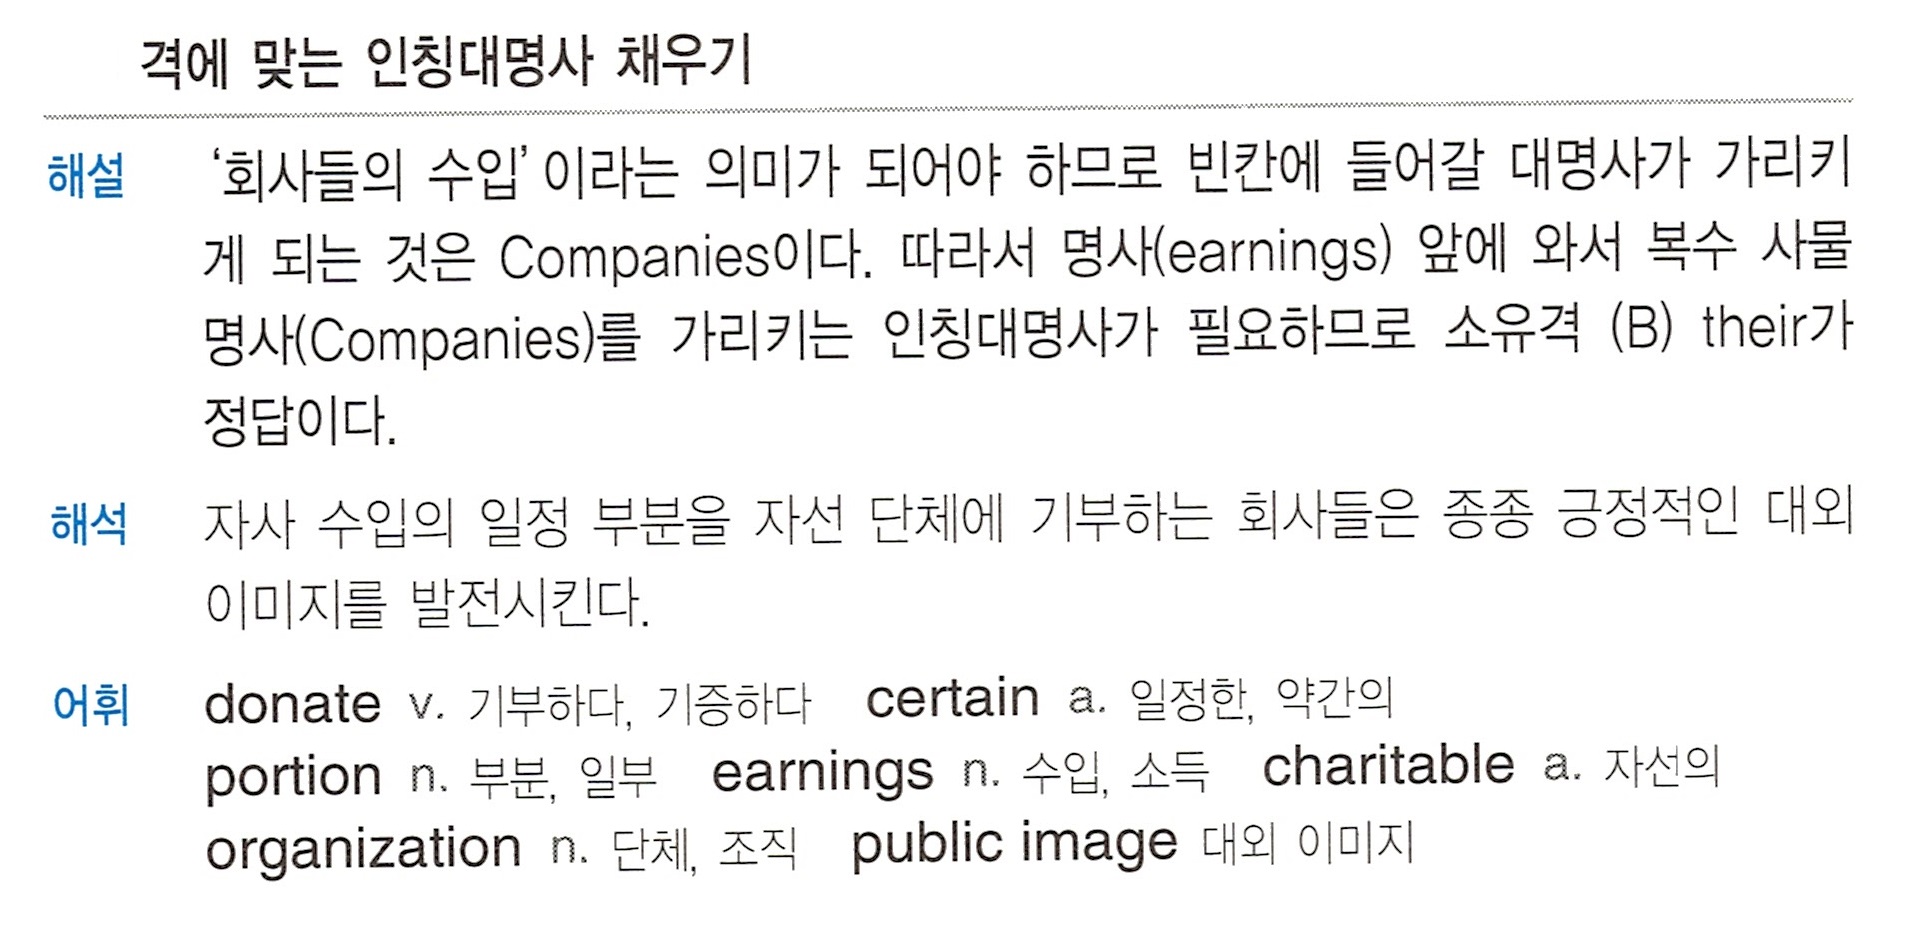 격에 맞는 인칭대명사 채우기
해설 ‘회사들의 수입’이라는 의미가 되어야 하므로 빈칸에 들어갈 대명사가 가리키
게 되는 것은 Companies이다. 따라서 명사(earnings) 앞에 와서 복수 사물
명사(Companies)를 가리키는 인칭대명사가 필요하므로 소유격 (B) their가
정답이다.
해석 자사 수입의 일정 부분을 자선 단체에 기부하는 회사들은 종종 긍정적인 대외
이미지를 발전시킨다.
어휘 donate v. 기부하다, 기증하다 certain a. 일정한, 약간의
portion n. 부분, 일부 earnings n. 수입, 소득 charitable a. 자선의
organization n. 단체, 조직 public image 대외 이미지